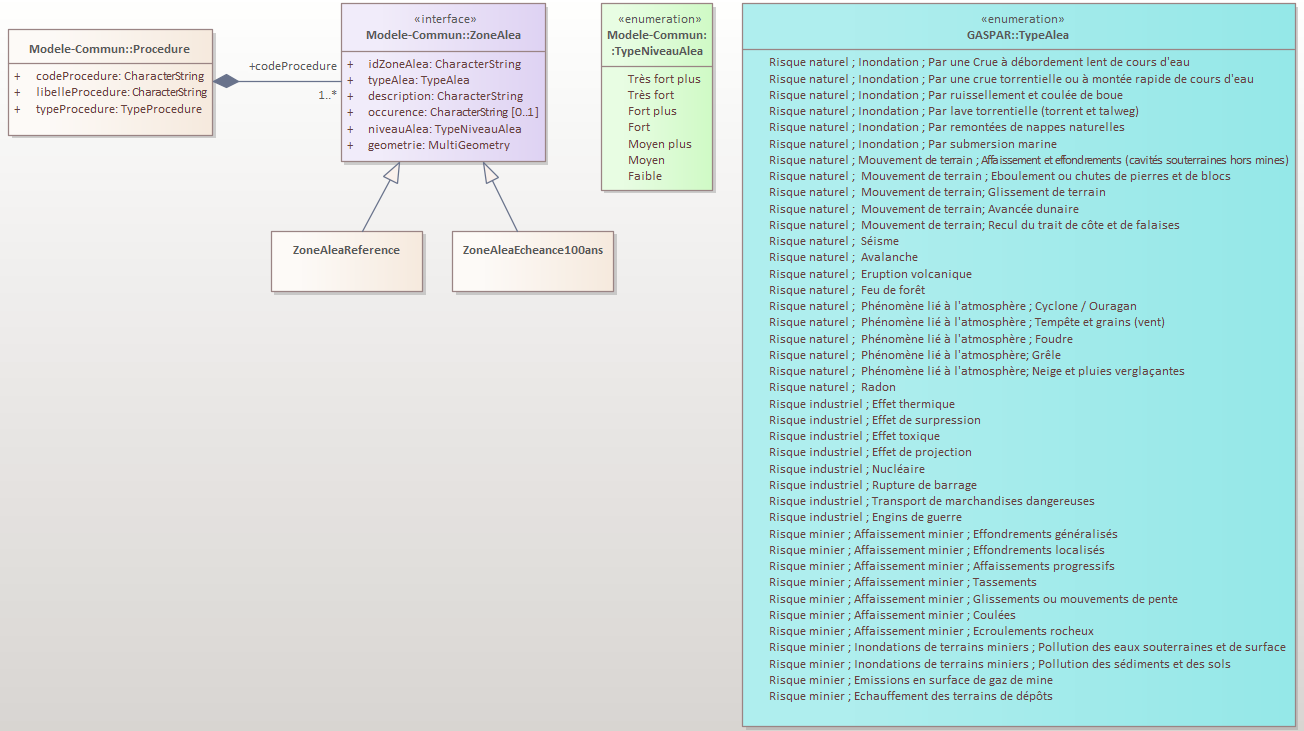 Modele-Commun::Procedure
+ codeProcedure: CharacterString
+ libelleProcedure: CharacterString
+ typeProcedure: TypeProcedure
+codeProcedure
1..*
«interface»
Modele-Commun::ZoneAlea
+ idZoneAlea: CharacterString
+ typeAlea: TypeAlea
+ description: CharacterString
+ occurence: CharacterString [0..1]
+ niveauAlea: TypeNiveauAlea
+ geometrie: MultiGeometry
ZoneAleaReference
ZoneAleaEcheance100ans
«enumeration»
Modele-Commun:
:TypeNiveauAlea
Très fort plus
Très fort
Fort plus
Fort
Moyen plus
Moyen
Faible
«enumeration»
GASPAR::TypeAlea
Risque naturel ; Inondation ; Par une Crue à débordement lent de cours d'eau
Risque naturel ; Inondation ; Par une crue torrentielle ou à montée rapide de cours d'eau
Risque naturel ; Inondation ; Par ruissellement et coulée de boue
Risque naturel ; Inondation ; Par lave torrentielle (torrent et talweg)
Risque naturel ; Inondation ; Par remontées de nappes naturelles
Risque naturel ; Inondation ; Par submersion marine
Risque naturel ; Mouvement de terrain ; Affaissement et effondrements (cavités souterraines hors mines)
Risque naturel ; Mouvement de terrain ; Eboulement ou chutes de pierres et de blocs
Risque naturel ; Mouvement de terrain; Glissement de terrain
Risque naturel ; Mouvement de terrain; Avancée dunaire
Risque naturel ; Mouvement de terrain; Recul du trait de côte et de falaises
Risque naturel ; Séisme
Risque naturel ; Avalanche
Risque naturel ; Eruption volcanique
Risque naturel ; Feu de forêt
Risque naturel ; Phénomène lié à l'atmosphère ; Cyclone / Ouragan
Risque naturel ; Phénomène lié à l'atmosphère ; Tempête et grains (vent)
Risque naturel ; Phénomène lié à l'atmosphère ; Foudre
Risque naturel ; Phénomène lié à l'atmosphère; Grêle
Risque naturel ; Phénomène lié à l'atmosphère; Neige et pluies verglaçantes
Risque naturel ; Radon
Risque industriel ; Effet thermique
Risque industriel ; Effet de surpression
Risque industriel ; Effet toxique
Risque industriel ; Effet de projection
Risque industriel ; Nucléaire
Risque industriel ; Rupture de barrage
Risque industriel ; Transport de marchandises dangereuses
Risque industriel ; Engins de guerre
Risque minier ; Affaissement minier ; Effondrements généralisés
Risque minier ; Affaissement minier ; Effondrements localisés
Risque minier ; Affaissement minier ; Affaissements progressifs
Risque minier ; Affaissement minier ; Tassements
Risque minier ; Affaissement minier ; Glissements ou mouvements de pente
Risque minier ; Affaissement minier ; Coulées
Risque minier ; Affaissement minier ; Ecroulements rocheux
Risque minier ; Inondations de terrains miniers ; Pollution des eaux souterraines et de surface
Risque minier ; Inondations de terrains miniers ; Pollution des sédiments et des sols
Risque minier ; Emissions en surface de gaz de mine
Risque minier ; Echauffement des terrains de dépôts